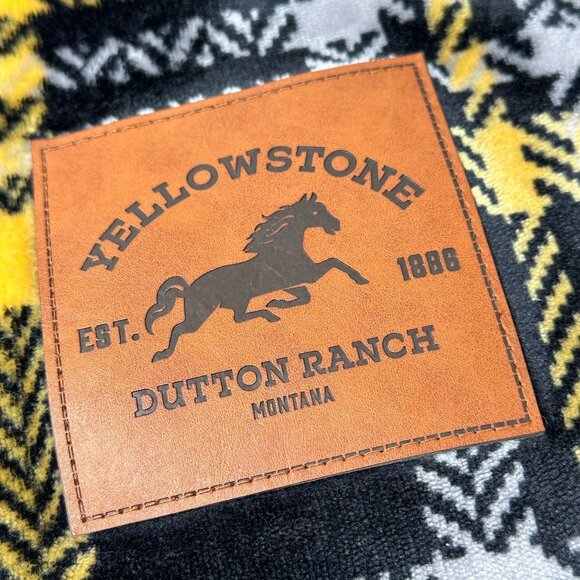 YELLOWSTONE
EST. 1886
DUTTON RANCH
MONTANA